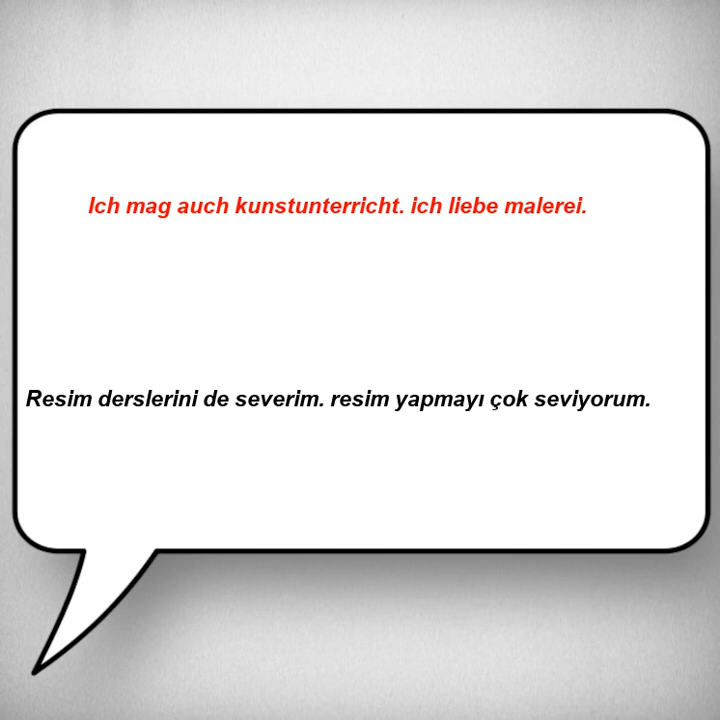 Ich mag auch kunstunterricht. ich liebe malerei.
Resim derslerini de severim. resim yapmayı çok seviyorum.